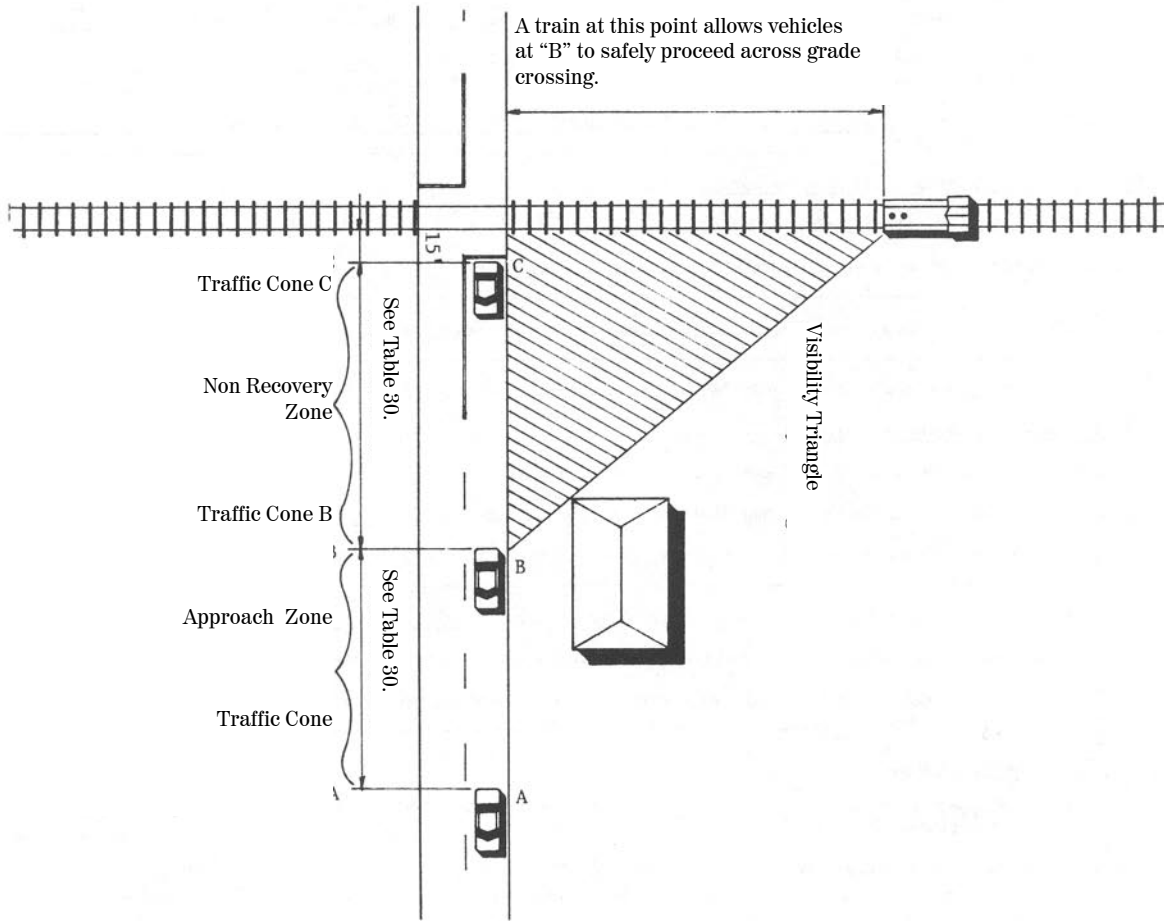 A train at this point allows vehicles
at “B” to safely proceed across grade
crossing.
15'
C
Traffic Cone C
See Table 30.
Visibility Triangle
Non Recovery
Zone
Traffic Cone B
B
See Table 30.
Approach Zone
Traffic Cone
A